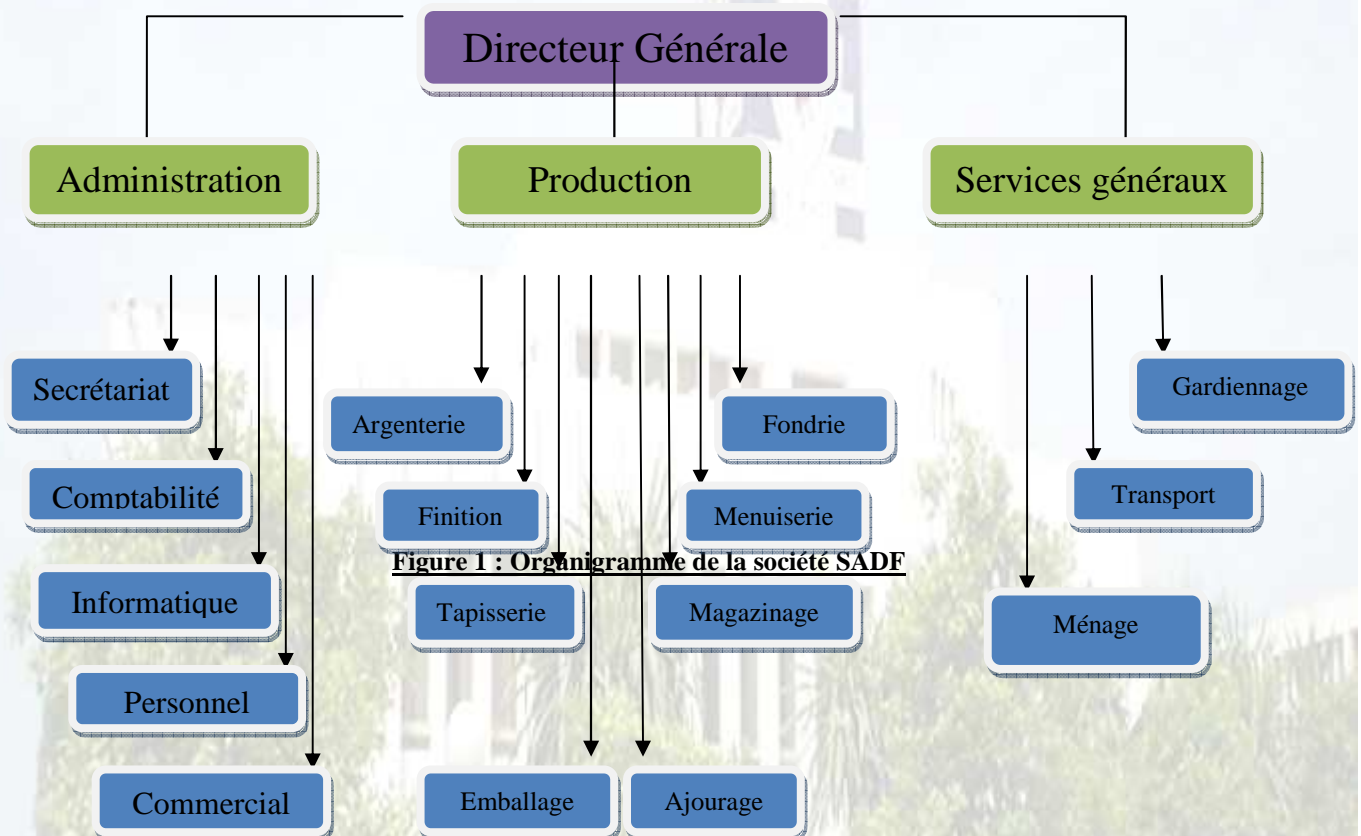 Directeur Générale
Administration
Production
Services généraux
Secrétariat
Comptabilité
Informatique
Personnel
Commercial
Argenterie
Finition
Tapisserie
Emballage
Fondrie
Menuiserie
Magazinage
Ajourage
Gardiennage
Transport
Ménage
Figure 1 : Organigramme de la société SADF